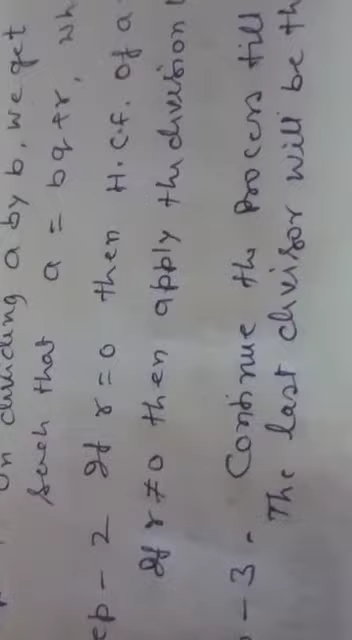 On dividing a by b, we get
such that a = bq + r, wh
ep - 2 If r = 0 then H.C.F. of a
If r ≠ 0 then apply the division
- 3 - Continue the process till
The last divisor will be th